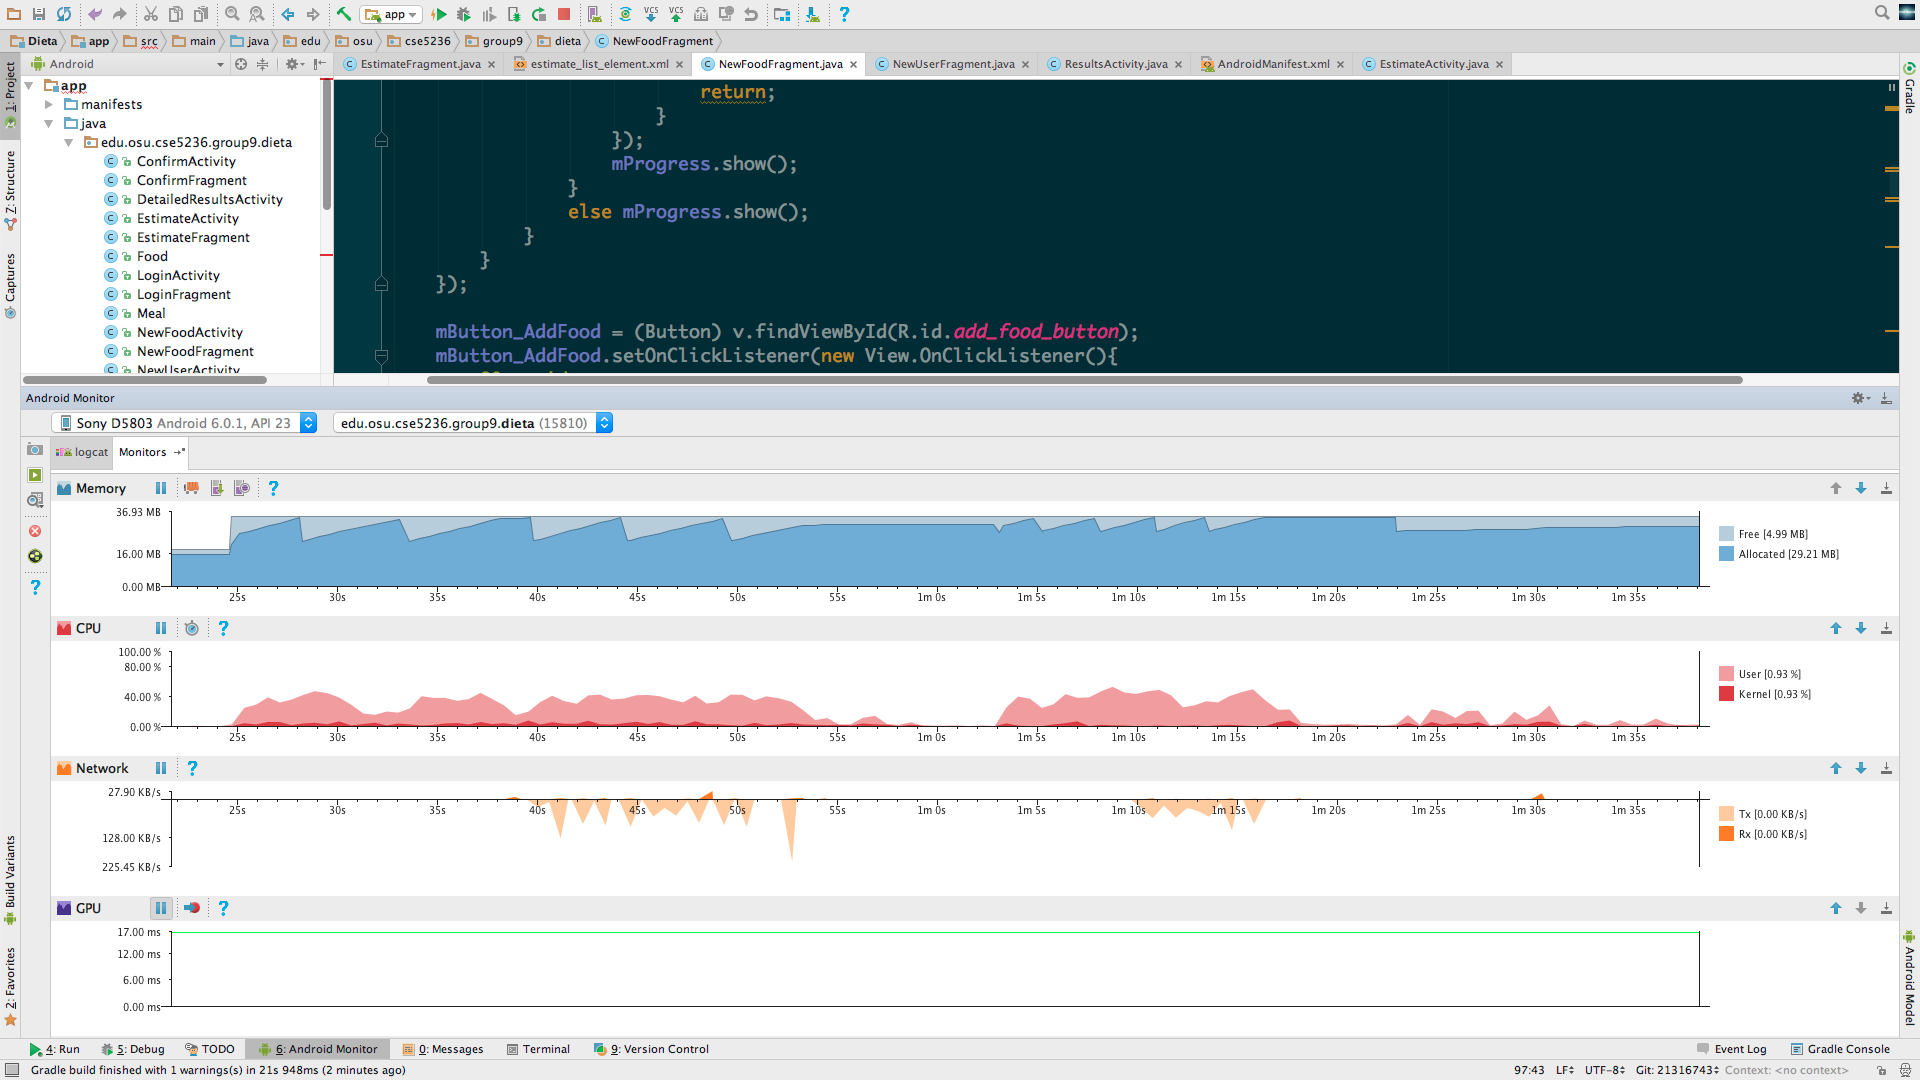 app
VCS VCS
Dieta app src main java edu osu cse5236 group9 dieta NewFoodFragment
Android
EstimateFragment.java estimate_list_element.xml NewFoodFragment.java NewUserFragment.java ResultsActivity.java AndroidManifest.xml EstimateActivity.java
1: Project
Z: Structure
Captures
Build Variants
2: Favorites
Gradle
Android Model
app
manifests
java
edu.osu.cse5236.group9.dieta
ConfirmActivity
ConfirmFragment
DetailedResultsActivity
EstimateActivity
EstimateFragment
Food
LoginActivity
LoginFragment
Meal
NewFoodActivity
NewFoodFragment
NewUserActivity
return;
}
});
mProgress.show();
}
else mProgress.show();
}
}
});
mButton_AddFood = (Button) v.findViewById(R.id.add_food_button);
mButton_AddFood.setOnClickListener(new View.OnClickListener(){
Android Monitor
Sony D5803 Android 6.0.1, API 23 edu.osu.cse5236.group9.dieta (15810)
logcat Monitors
Memory
36.93 MB
16.00 MB
0.00 MB
25s 30s 35s 40s 45s 50s 55s 1m 0s 1m 5s 1m 10s 1m 15s 1m 20s 1m 25s 1m 30s 1m 35s
Free [4.99 MB]
Allocated [29.21 MB]
CPU
100.00 %
80.00 %
40.00 %
0.00 %
25s 30s 35s 40s 45s 50s 55s 1m 0s 1m 5s 1m 10s 1m 15s 1m 20s 1m 25s 1m 30s 1m 35s
User [0.93 %]
Kernel [0.93 %]
Network
27.90 KB/s
25s 30s 35s 40s 45s 50s 55s 1m 0s 1m 5s 1m 10s 1m 15s 1m 20s 1m 25s 1m 30s 1m 35s
128.00 KB/s
225.45 KB/s
Tx [0.00 KB/s]
Rx [0.00 KB/s]
GPU
17.00 ms
12.00 ms
6.00 ms
0.00 ms
4: Run 5: Debug TODO 6: Android Monitor 0: Messages Terminal 9: Version Control Event Log Gradle Console
Gradle build finished with 1 warnings(s) in 21s 948ms (2 minutes ago) 97:43 LF UTF-8 Git: 21316743 Context: <no context>